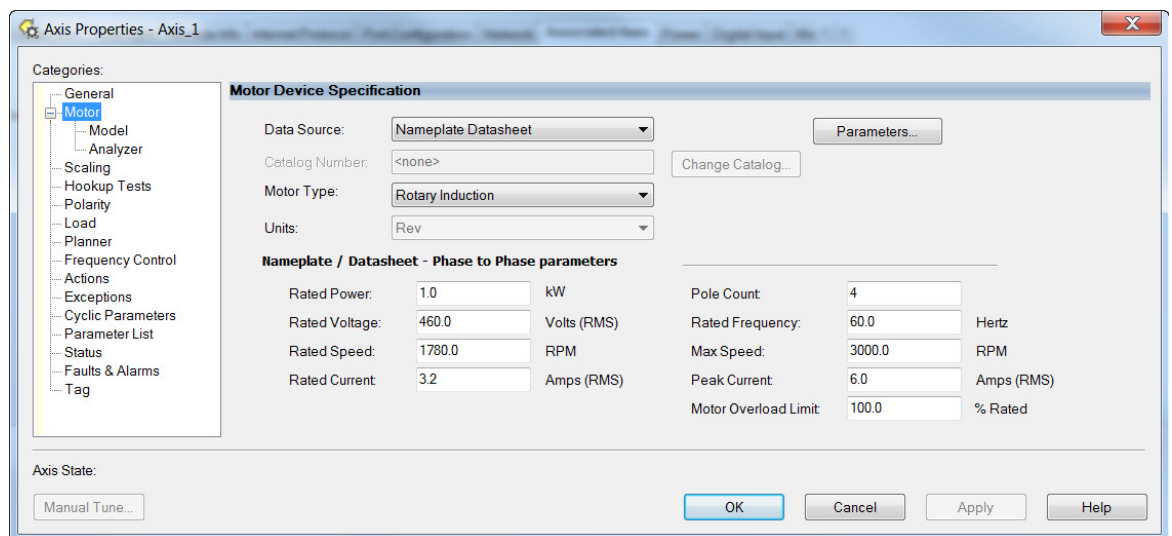 Axis Properties - Axis_1
X
Categories:
General
Motor
Model
Analyzer
Scaling
Hookup Tests
Polarity
Load
Planner
Frequency Control
Actions
Exceptions
Cyclic Parameters
Parameter List
Status
Faults & Alarms
Tag
Motor Device Specification
Data Source: Nameplate Datasheet Parameters...
Catalog Number: <none> Change Catalog...
Motor Type: Rotary Induction
Units: Rev
Nameplate / Datasheet - Phase to Phase parameters
Rated Power: 1.0 kW Pole Count: 4
Rated Voltage: 460.0 Volts (RMS) Rated Frequency: 60.0 Hertz
Rated Speed: 1780.0 RPM Max Speed: 3000.0 RPM
Rated Current: 3.2 Amps (RMS) Peak Current: 6.0 Amps (RMS)
Motor Overload Limit: 100.0 % Rated
Axis State:
Manual Tune... OK Cancel Apply Help